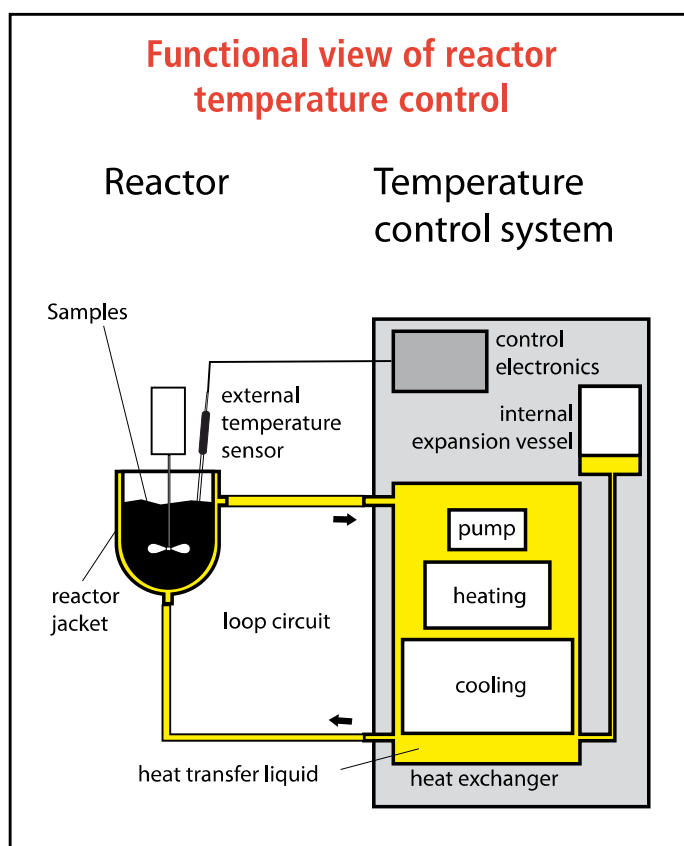 Functional view of reactor
temperature control
Reactor
Temperature
control system
Samples
external
temperature
sensor
control
electronics
internal
expansion vessel
pump
heating
cooling
reactor
jacket
loop circuit
heat transfer liquid
heat exchanger